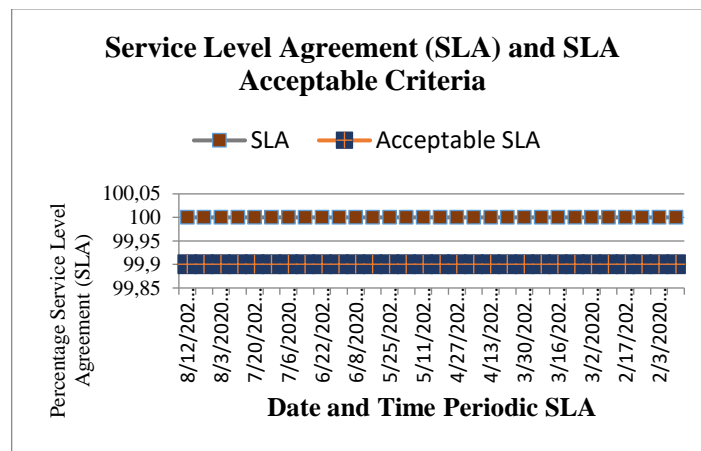 Service Level Agreement (SLA) and SLA
Acceptable Criteria
SLA
Acceptable SLA
Percentage Service Level
Agreement (SLA)
100,05
100
99,95
99,9
99,85
8/12/202...
8/3/2020...
7/20/202...
7/6/2020...
6/22/202...
6/8/2020...
5/25/202...
5/11/202...
4/27/202...
4/13/202...
3/30/202...
3/16/202...
3/2/2020...
2/17/202...
2/3/2020...
Date and Time Periodic SLA